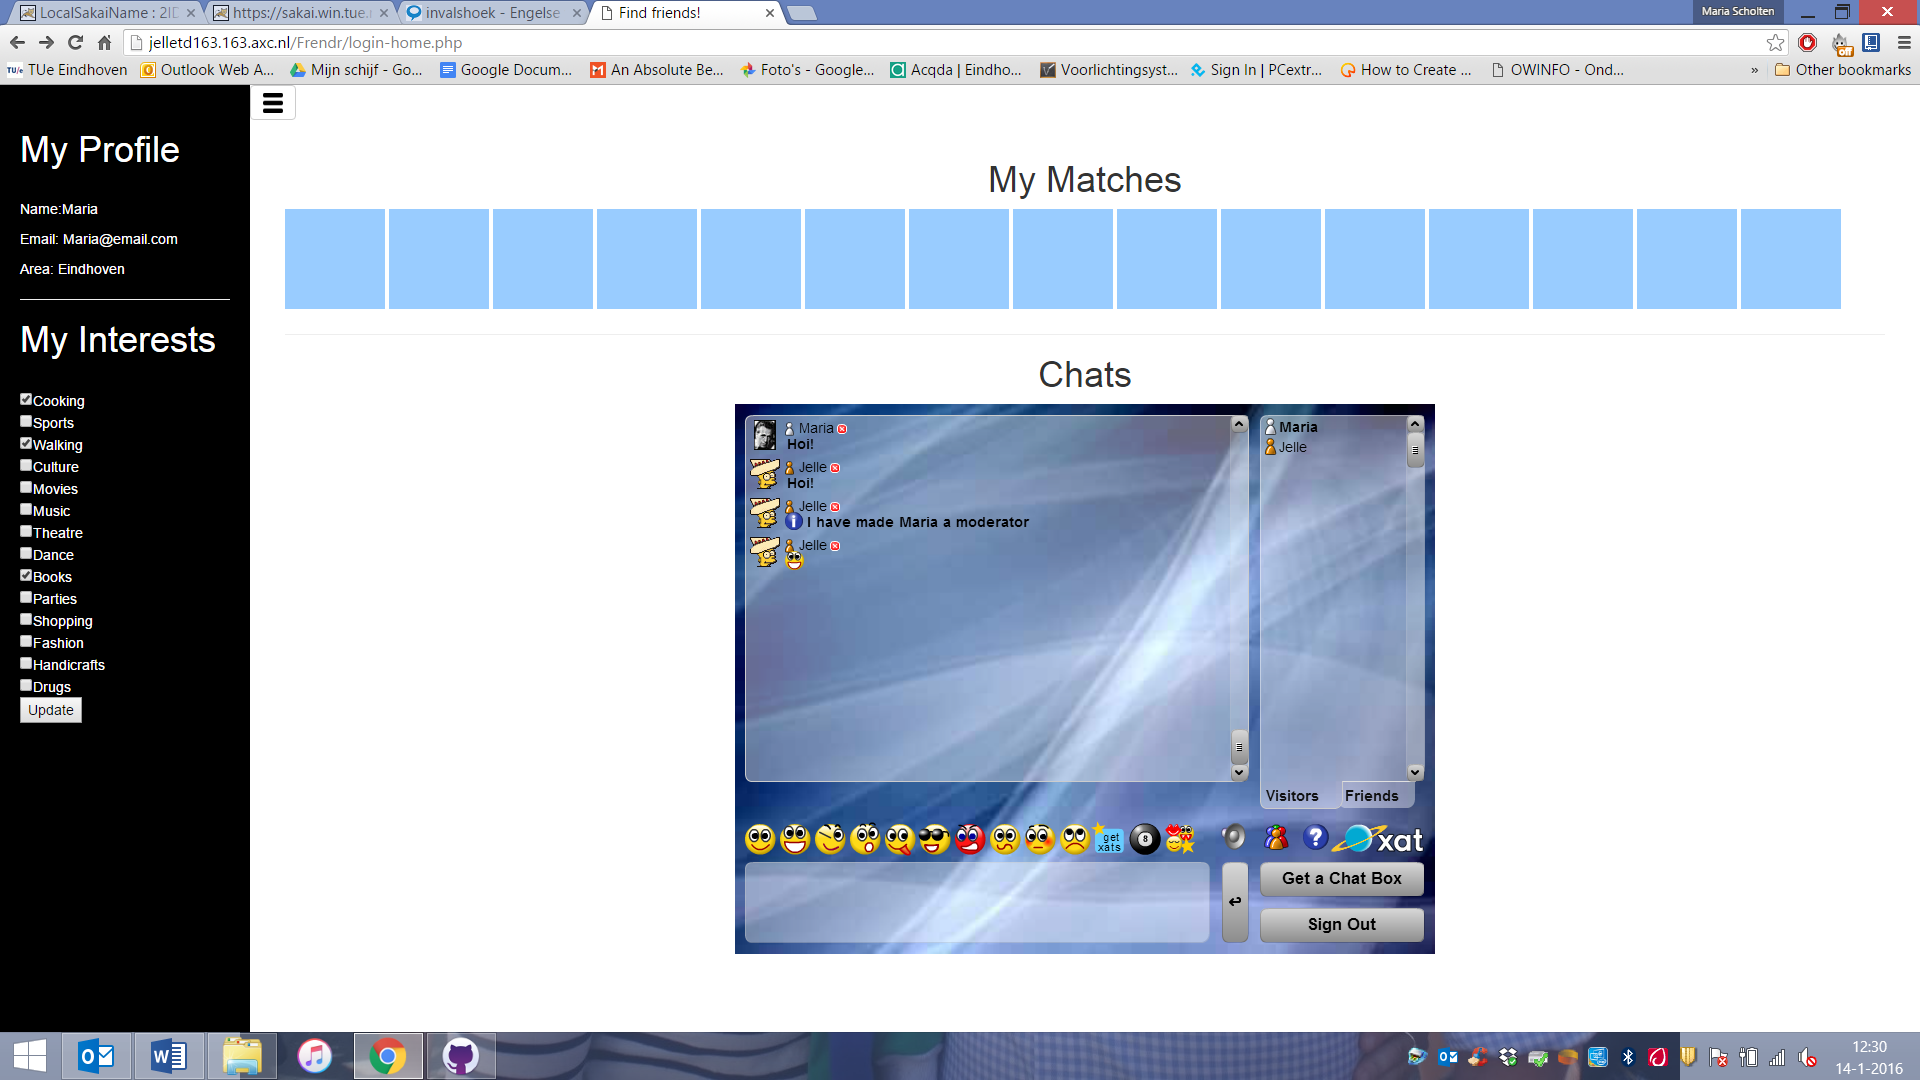 LocalSakaiName : 2ID
https://sakai.win.tue.
invalshoek - Engelse
Find friends!
Maria Scholten
jelletd163.163.axc.nl/Frendr/login-home.php
off
TU/e TUe Eindhoven
Outlook Web A...
Mijn schijf - Go...
Google Docum...
An Absolute Be...
Foto's - Google...
Acqda | Eindho...
Voorlichtingsyst...
Sign In | PCextr...
How to Create ...
OWINFO - Ond...
»
Other bookmarks
My Profile
Name:Maria
Email: Maria@email.com
Area: Eindhoven
My Interests
Cooking
Sports
Walking
Culture
Movies
Music
Theatre
Dance
Books
Parties
Shopping
Fashion
Handicrafts
Drugs
Update
My Matches
Chats
Maria
Hoi!
Jelle
Hoi!
Jelle
I have made Maria a moderator
Jelle
Maria
Jelle
Visitors
Friends
get
xats
8
?
xat
Get a Chat Box
Sign Out
12:30
14-1-2016